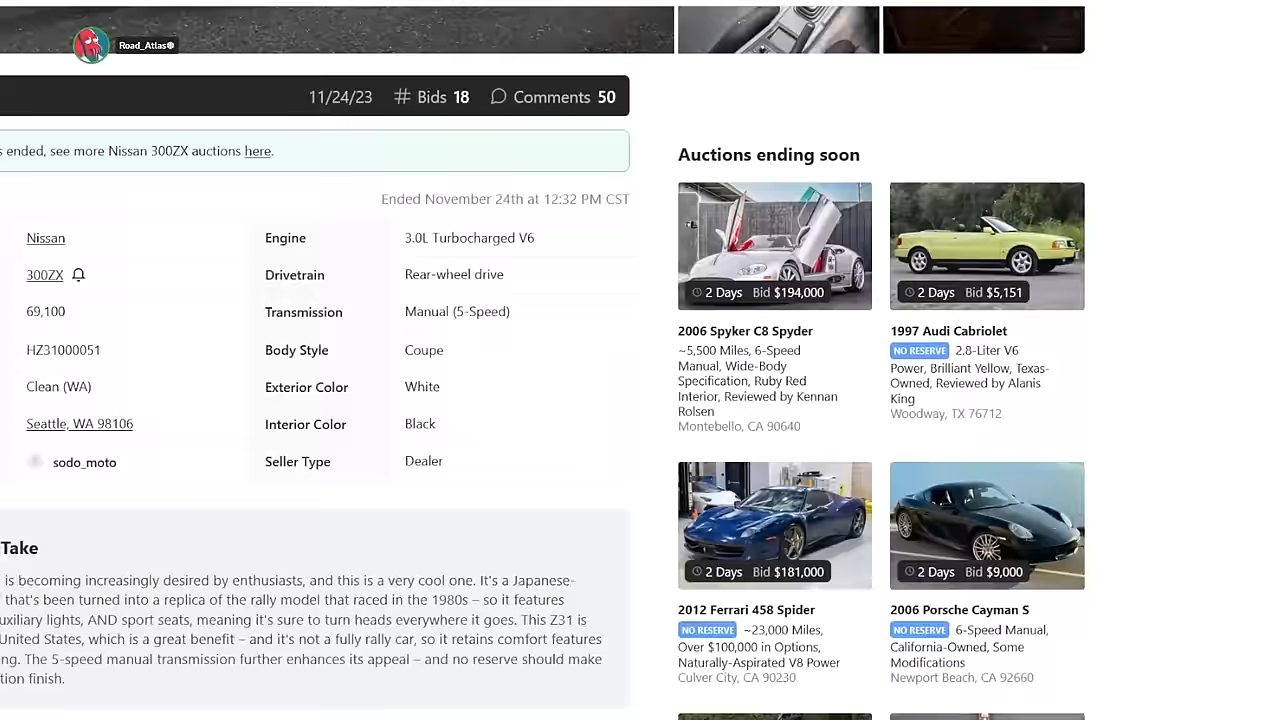 Road_Atlas
11/24/23 # Bids 18 Comments 50
s ended, see more Nissan 300ZX auctions here.
Ended November 24th at 12:32 PM CST
Nissan Engine 3.0L Turbocharged V6
300ZX Drivetrain Rear-wheel drive
69,100 Transmission Manual (5-Speed)
HZ31000051 Body Style Coupe
Clean (WA) Exterior Color White
Seattle, WA 98106 Interior Color Black
sodo_moto Seller Type Dealer
Take
is becoming increasingly desired by enthusiasts, and this is a very cool one. It's a Japanese-
that's been turned into a replica of the rally model that raced in the 1980s – so it features
uxiliary lights, AND sport seats, meaning it's sure to turn heads everywhere it goes. This Z31 is
United States, which is a great benefit – and it's not a fully rally car, so it retains comfort features
ng. The 5-speed manual transmission further enhances its appeal – and no reserve should make
tion finish.
Auctions ending soon
2 Days Bid $194,000
2006 Spyker C8 Spyder
~5,500 Miles, 6-Speed
Manual, Wide-Body
Specification, Ruby Red
Interior, Reviewed by Kennan
Rolsen
Montebello, CA 90640
2 Days Bid $5,151
1997 Audi Cabriolet
NO RESERVE 2.8-Liter V6
Power, Brilliant Yellow, Texas-
Owned, Reviewed by Alanis
King
Woodway, TX 76712
2 Days Bid $181,000
2012 Ferrari 458 Spider
NO RESERVE ~23,000 Miles,
Over $100,000 in Options,
Naturally-Aspirated V8 Power
Culver City, CA 90230
2 Days Bid $9,000
2006 Porsche Cayman S
NO RESERVE 6-Speed Manual,
California-Owned, Some
Modifications
Newport Beach, CA 92660